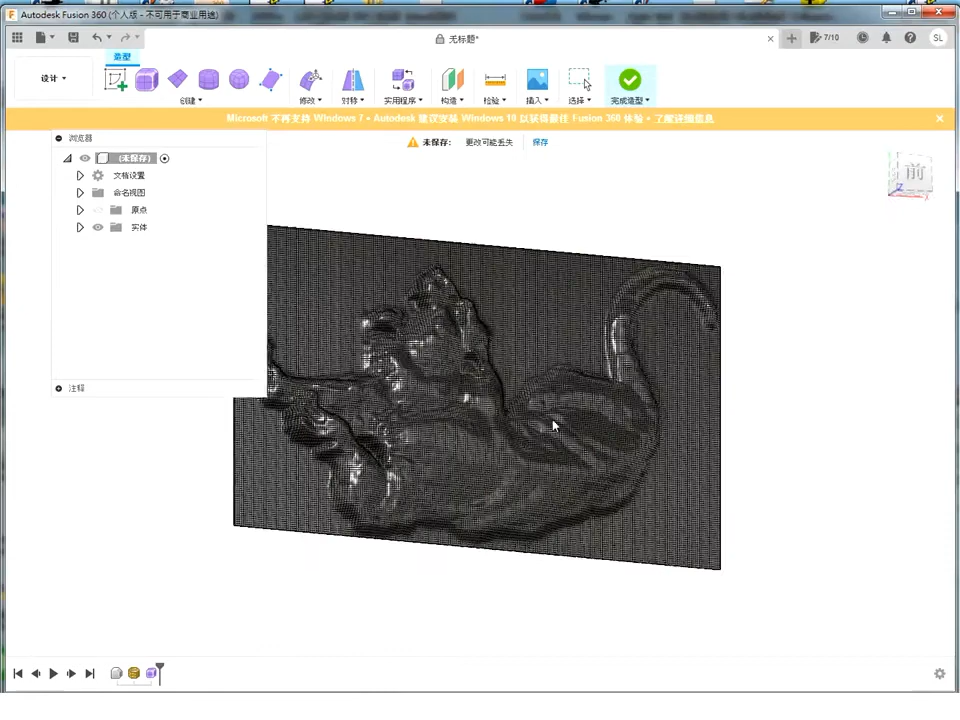 Autodesk Fusion 360 (个人版 - 不可用于商业用途)
无标题*
7/10
SL
造型
设计
创建
修改
对称
实用程序
构造
检验
插入
选择
完成造型
Microsoft 不再支持 Windows 7 • Autodesk 建议安装 Windows 10 以获得最佳 Fusion 360 体验 • 了解详细信息
浏览器
未保存:
更改可能丢失
保存
(未保存)
文档设置
命名视图
原点
实体
前
Z
X
注释